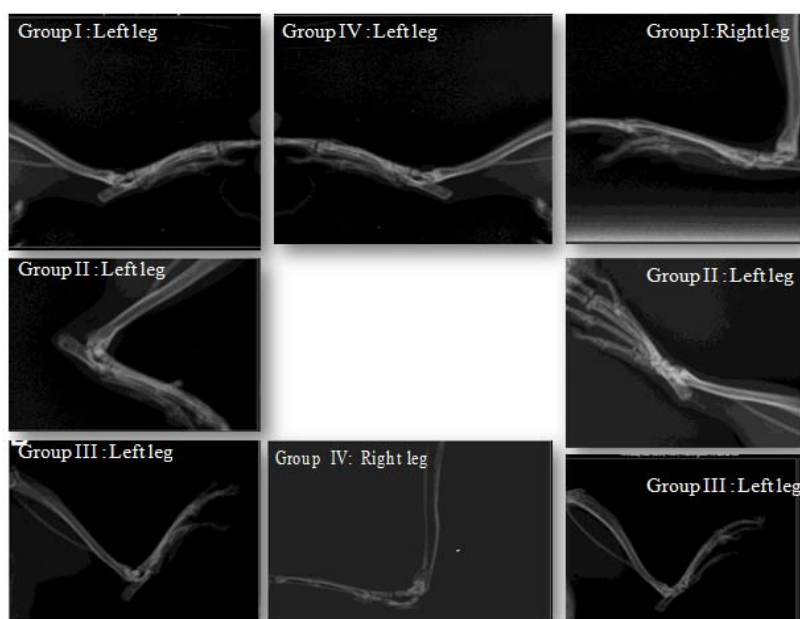 Group I : Left leg
Group IV : Left leg
Group I: Right leg
Group II : Left leg
Group II : Left leg
Group III : Left leg
Group IV: Right leg
Group III : Left leg